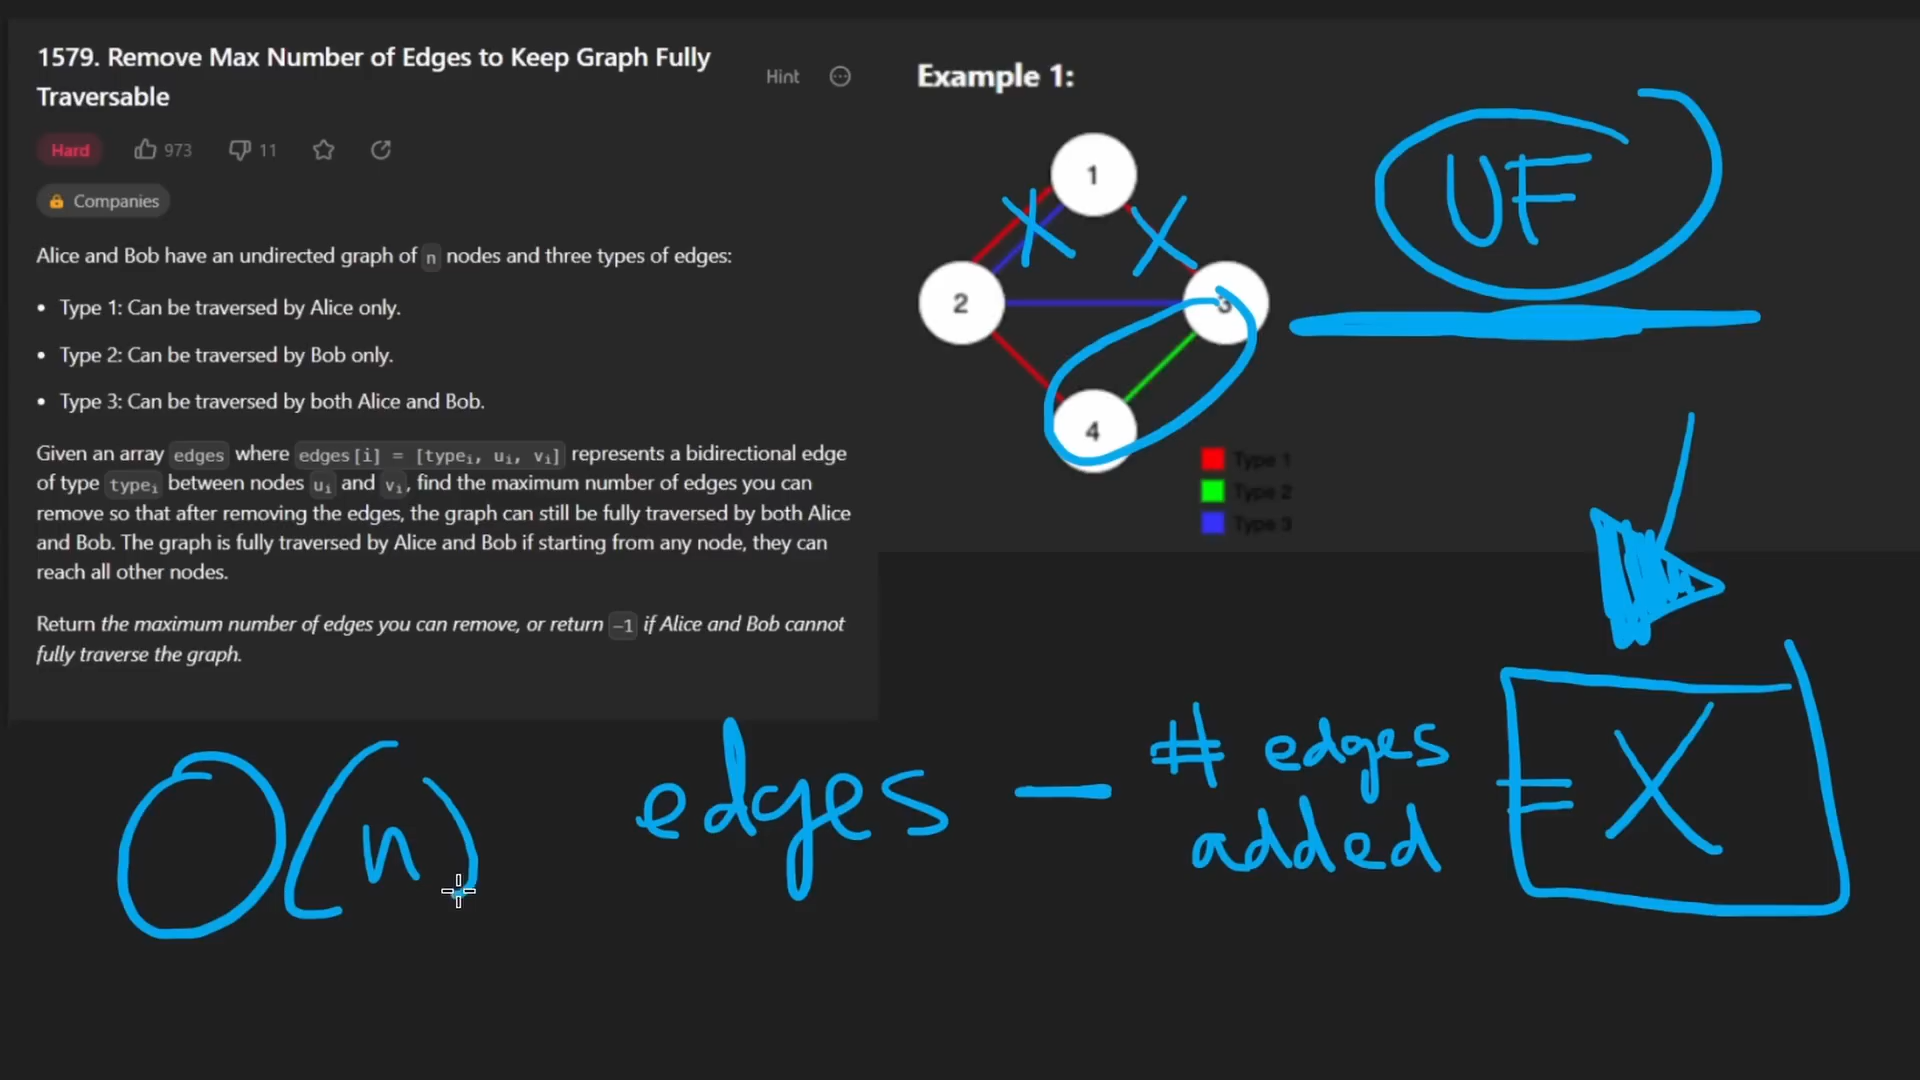 1579. Remove Max Number of Edges to Keep Graph Fully
Traversable
Hint
Hard
973
11
Companies
Alice and Bob have an undirected graph of n nodes and three types of edges:
• Type 1: Can be traversed by Alice only.
• Type 2: Can be traversed by Bob only.
• Type 3: Can be traversed by both Alice and Bob.
Given an array edges where edges[i] = [typeᵢ, uᵢ, vᵢ] represents a bidirectional edge
of type typeᵢ between nodes uᵢ and vᵢ, find the maximum number of edges you can
remove so that after removing the edges, the graph can still be fully traversed by both Alice
and Bob. The graph is fully traversed by Alice and Bob if starting from any node, they can
reach all other nodes.
Return the maximum number of edges you can remove, or return -1 if Alice and Bob cannot
fully traverse the graph.
Example 1:
1
2
3
4
Type 1
Type 2
Type 3
UF
O(n)
edges — # edges
added
= X